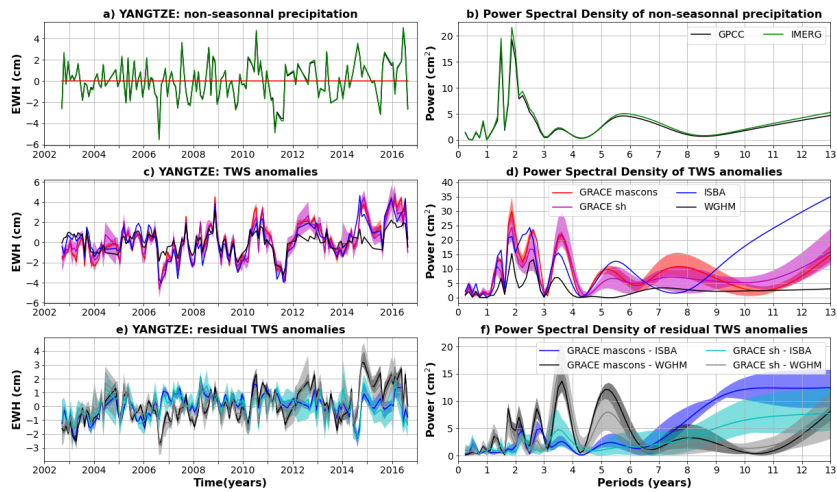 a) YANGTZE: non-seasonnal precipitation
EWH (cm)
4
2
0
−2
−4
−6
2002 2004 2006 2008 2010 2012 2014 2016
b) Power Spectral Density of non-seasonnal precipitation
GPCC
IMERG
Power (cm²)
20
15
10
5
0
0 1 2 3 4 5 6 7 8 9 10 11 12 13
c) YANGTZE: TWS anomalies
EWH (cm)
6
4
2
0
−2
−4
−6
2002 2004 2006 2008 2010 2012 2014 2016
d) Power Spectral Density of TWS anomalies
GRACE mascons
GRACE sh
ISBA
WGHM
Power (cm²)
40
35
30
25
20
15
10
5
0
0 1 2 3 4 5 6 7 8 9 10 11 12 13
e) YANGTZE: residual TWS anomalies
EWH (cm)
4
3
2
1
0
−1
−2
−3
2002 2004 2006 2008 2010 2012 2014 2016
Time(years)
f) Power Spectral Density of residual TWS anomalies
GRACE mascons - ISBA
GRACE mascons - WGHM
GRACE sh - ISBA
GRACE sh - WGHM
Power (cm²)
20
15
10
5
0
0 1 2 3 4 5 6 7 8 9 10 11 12 13
Periods (years)